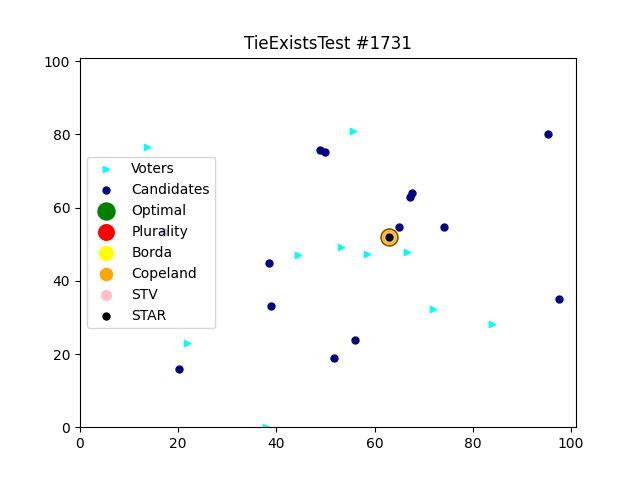 TieExistsTest #1731
100
80
60
40
20
0
Voters
Candidates
Optimal
Plurality
Borda
Copeland
STV
STAR
0 20 40 60 80 100